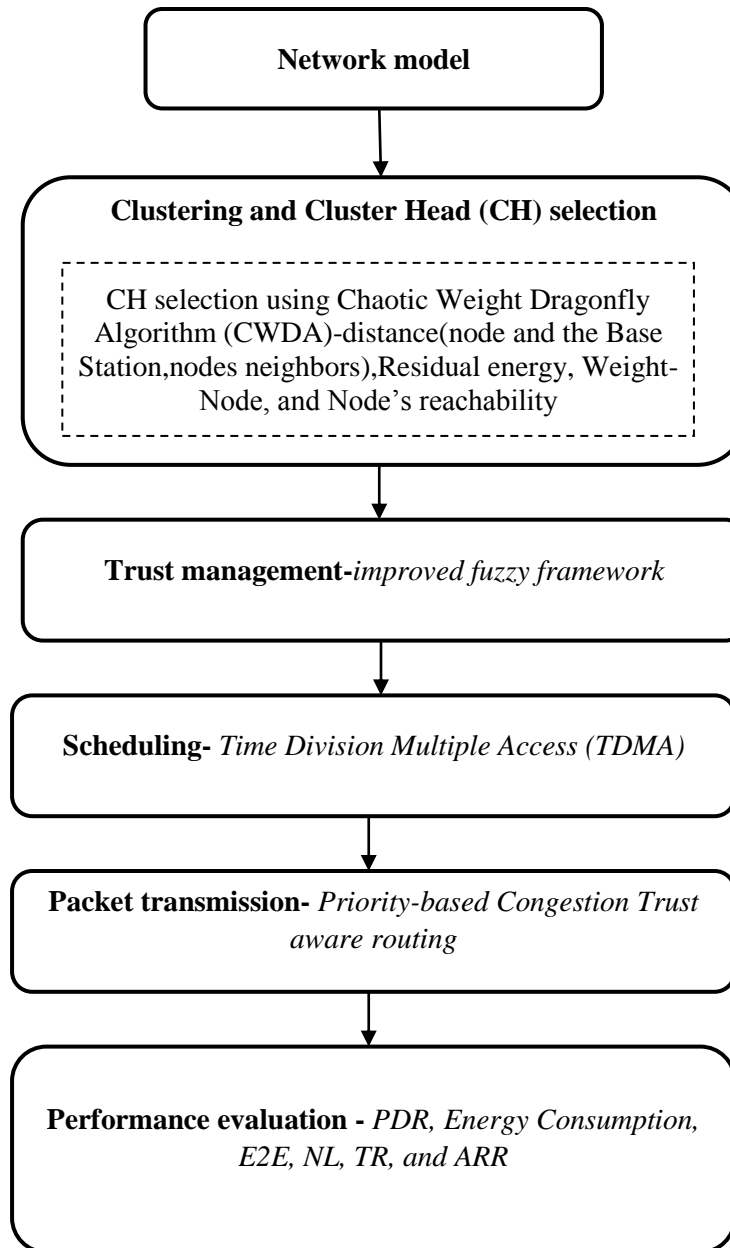 Network model
Clustering and Cluster Head (CH) selection
CH selection using Chaotic Weight Dragonfly
Algorithm (CWDA)-distance(node and the Base
Station,nodes neighbors),Residual energy, Weight-
Node, and Node’s reachability
Trust management-improved fuzzy framework
Scheduling- Time Division Multiple Access (TDMA)
Packet transmission- Priority-based Congestion Trust
aware routing
Performance evaluation - PDR, Energy Consumption,
E2E, NL, TR, and ARR